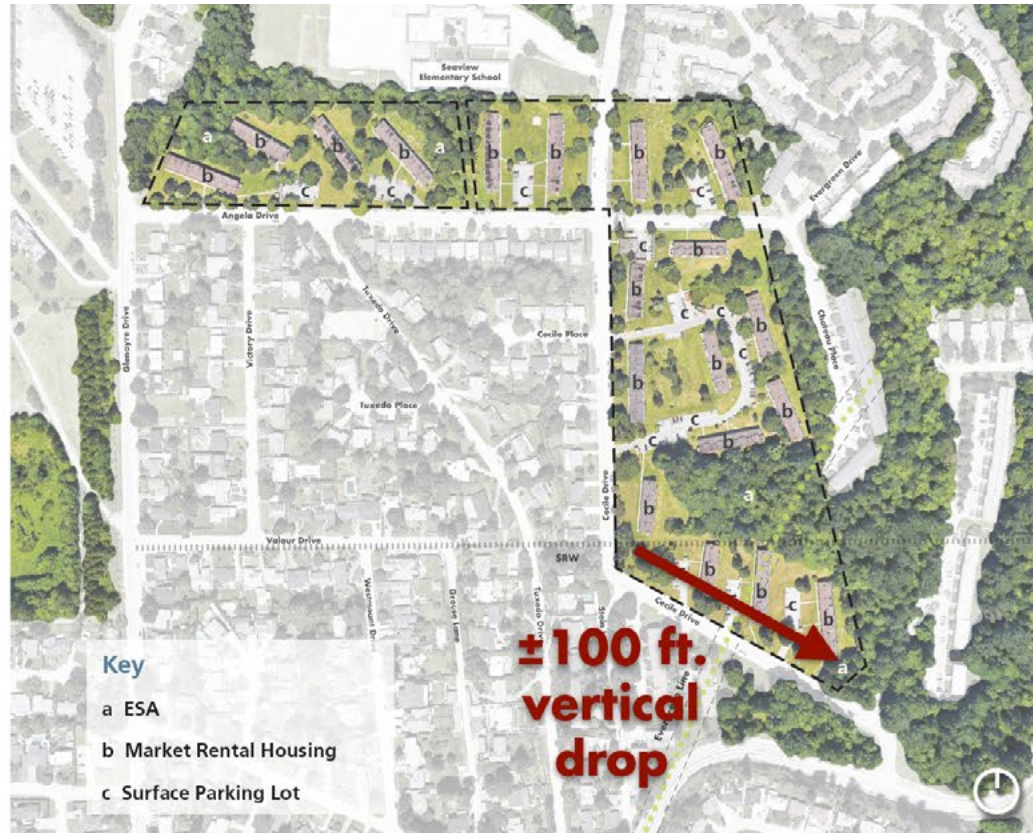 Seaview
Elementary School
a
b
b
b
a
b
b
b
b
b
c
c
c
c
Evergreen Drive
Angela Drive
c
b
b
Glenayre Drive
Victory Drive
Tuxedo Drive
Cecile Place
c
c
b
Chateau Place
b
b
c
Tuxedo Place
b
c
c
b
Cecile Drive
b
a
Valour Drive
SRW
b
b
c
b
Westmount Drive
Grouse Lane
Tuxedo Drive
Cecile Drive
a
±100 ft.
vertical
drop
Key
a ESA
b Market Rental Housing
c Surface Parking Lot